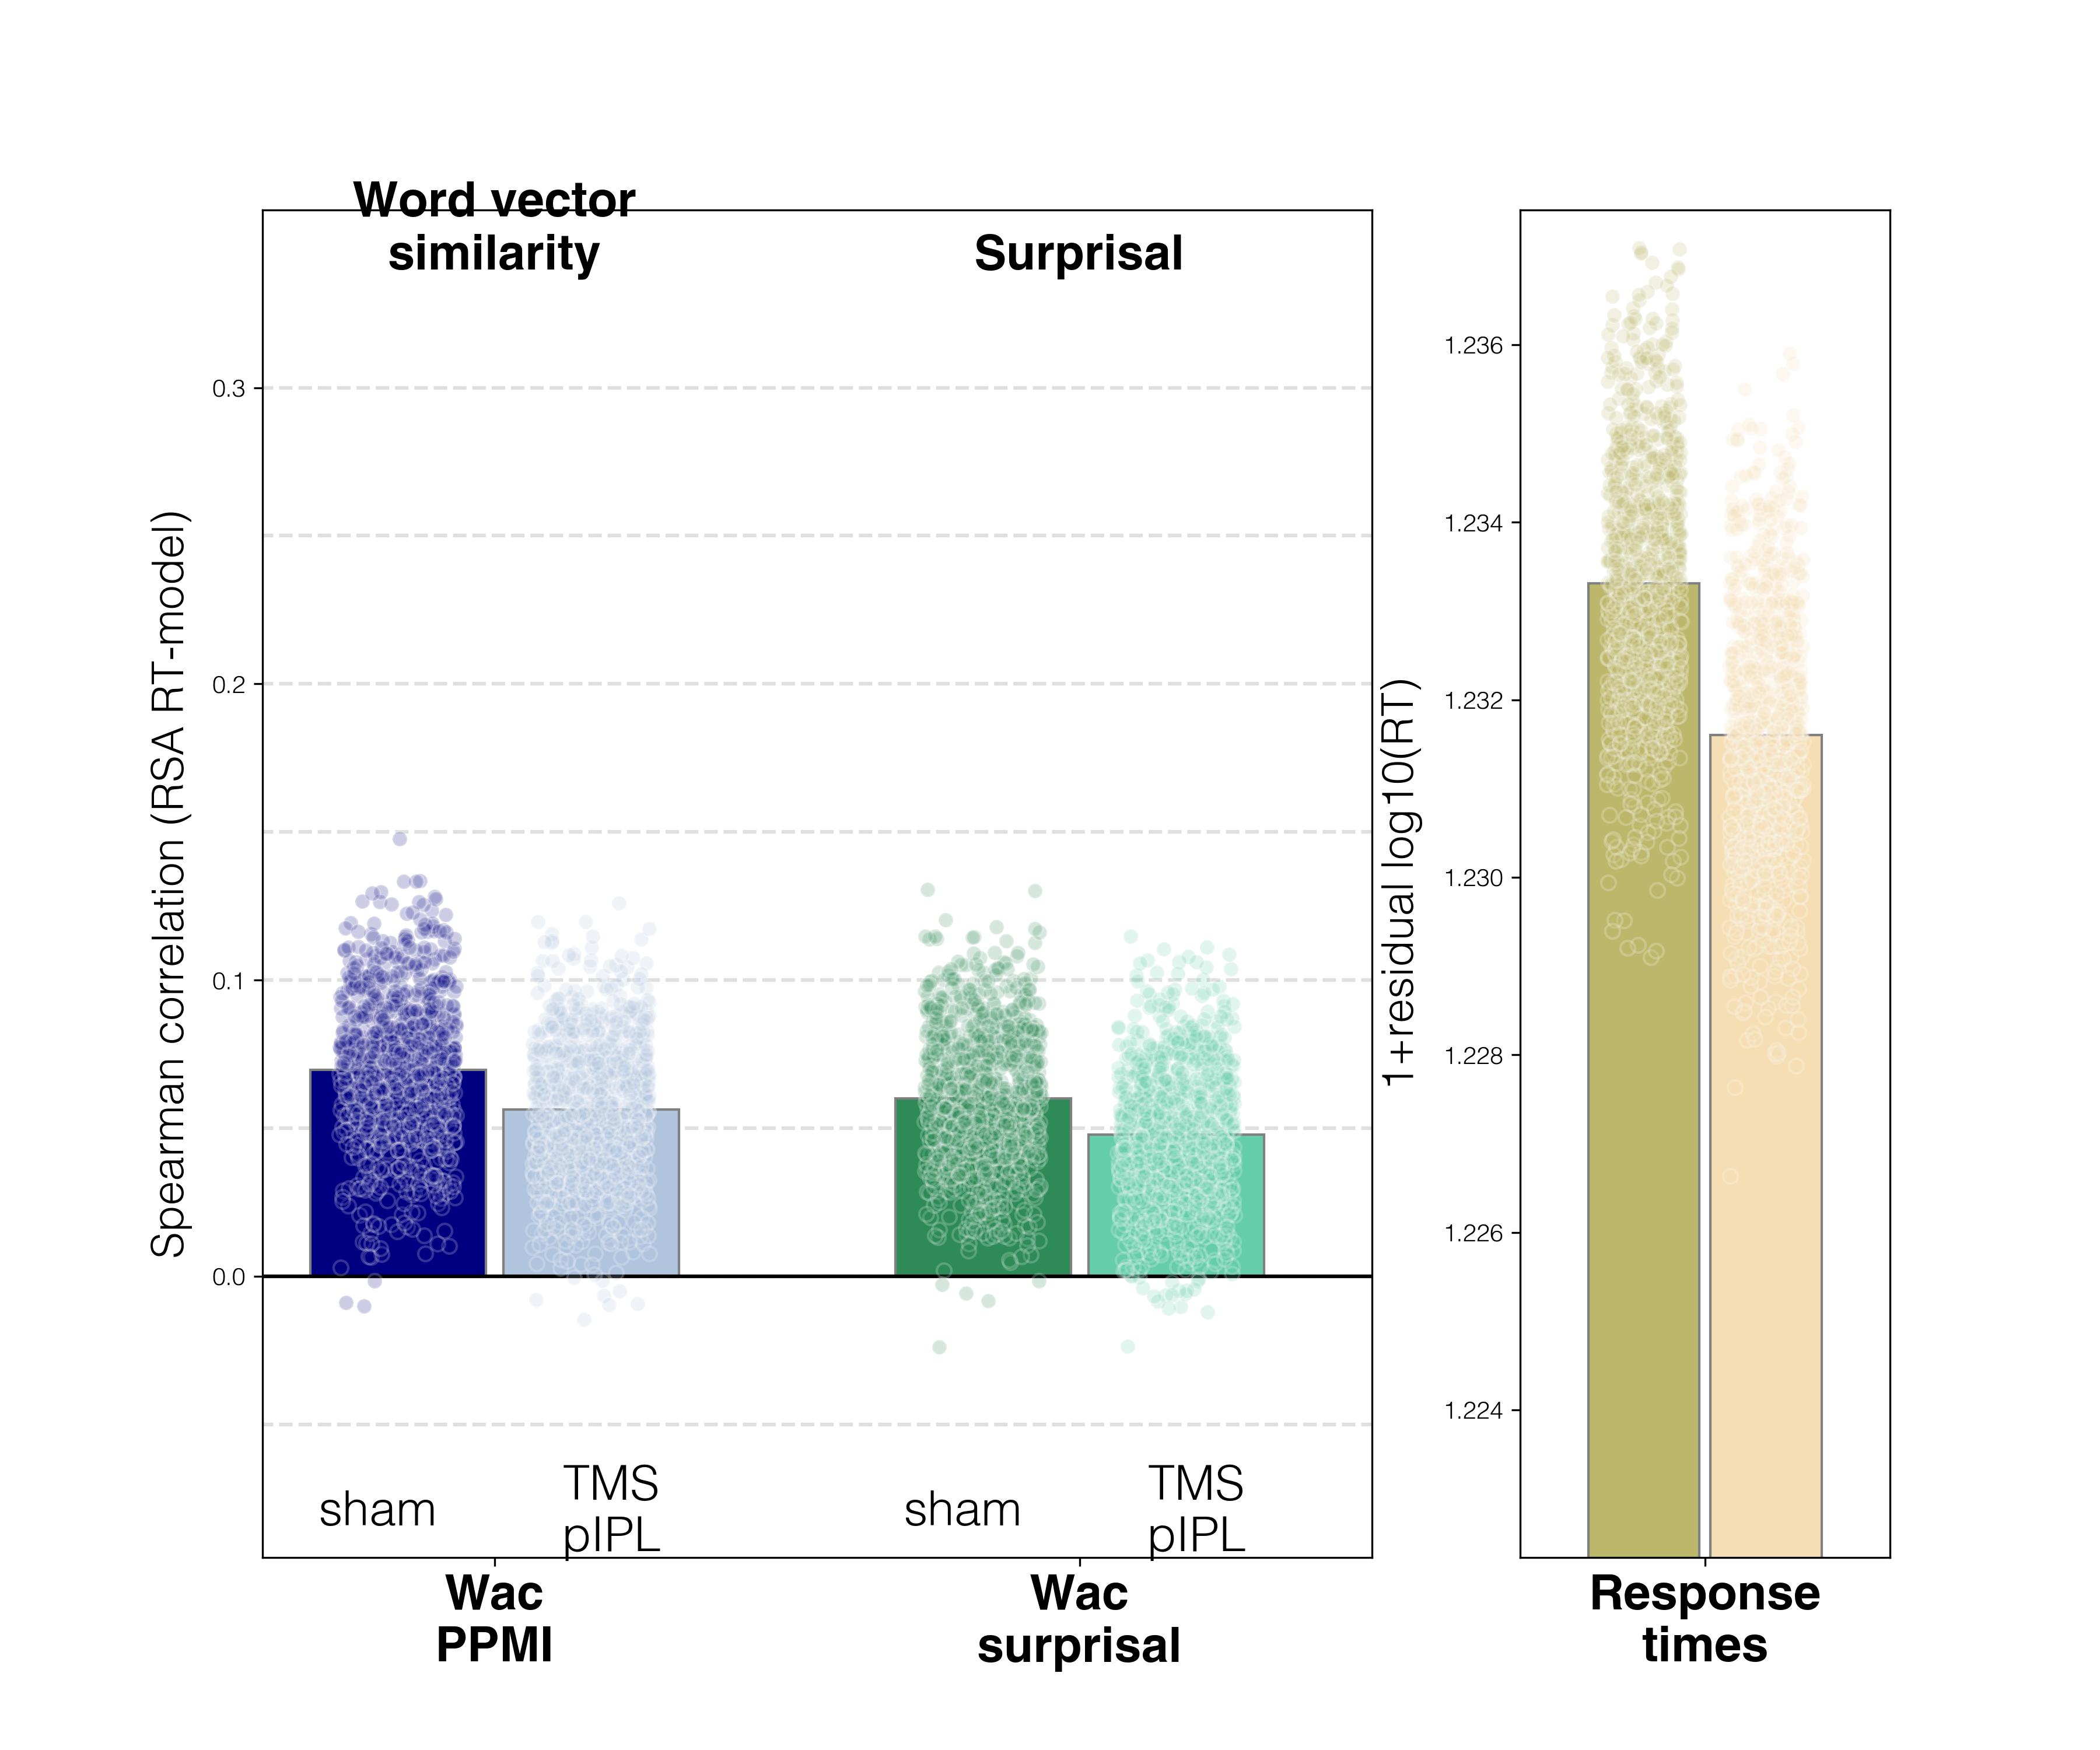 Word vector
similarity
Surprisal
Spearman correlation (RSA RT-model)
0.3
0.2
0.1
0.0
sham
TMS
pIPL
sham
TMS
pIPL
Wac
PPMI
Wac
surprisal
1+residual log10(RT)
1.236
1.234
1.232
1.230
1.228
1.226
1.224
Response
times